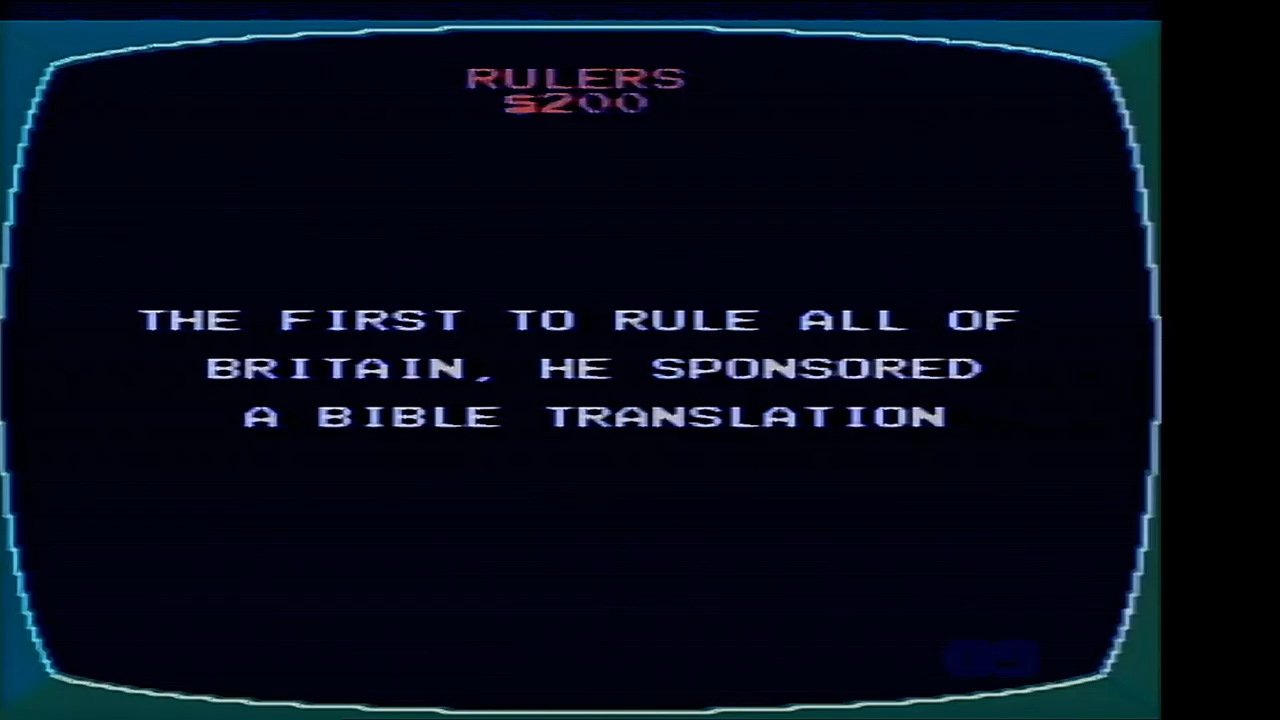 RULERS
$200
THE FIRST TO RULE ALL OF
BRITAIN, HE SPONSORED
A BIBLE TRANSLATION